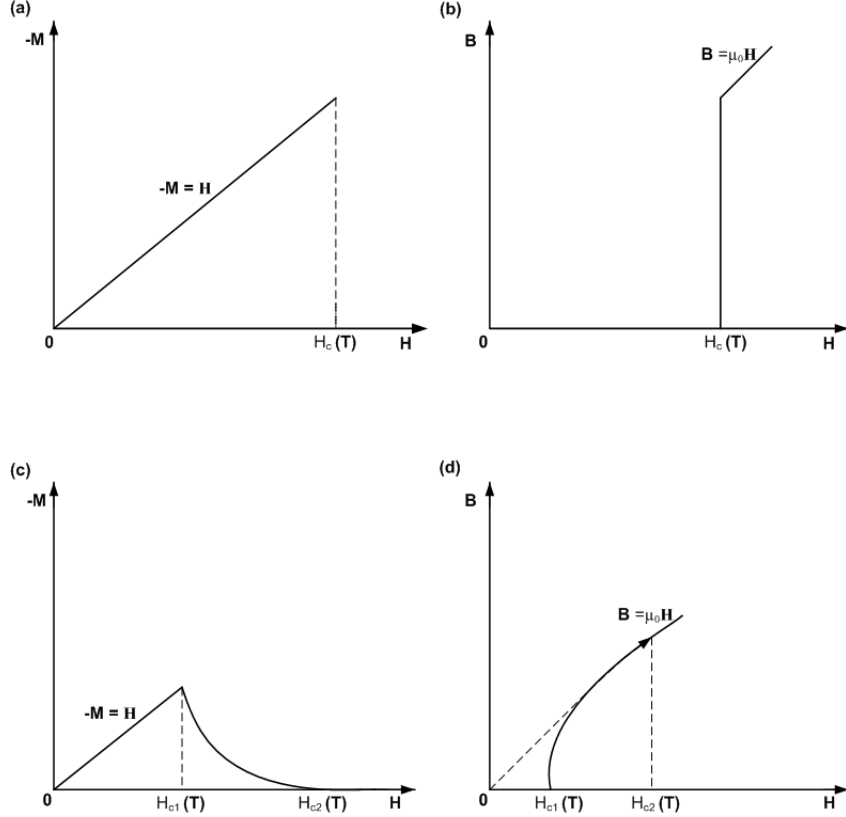 (a)
-M
-M = H
0
Hc (T)
H
(b)
B
B =μ0H
0
Hc (T)
H
(c)
-M
-M = H
0
Hc1 (T)
Hc2 (T)
H
(d)
B
B =μ0H
0
Hc1 (T)
Hc2 (T)
H